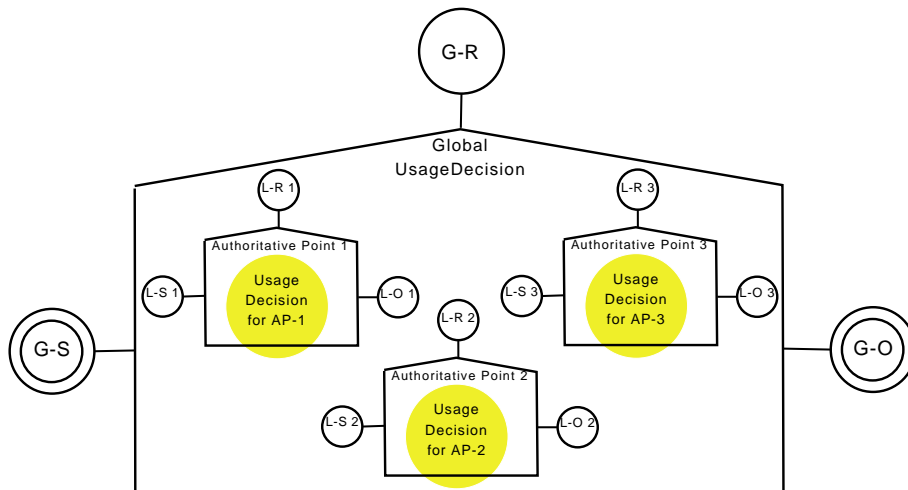 G-R
Global
UsageDecision
L-R 1
L-R 3
Authoritative Point 1
Authoritative Point 3
Usage
Decision
for AP-1
L-S 1
L-O 1
Usage
Decision
for AP-3
L-S 3
L-O 3
L-R 2
G-S
G-O
Authoritative Point 2
Usage
Decision
for AP-2
L-S 2
L-O 2